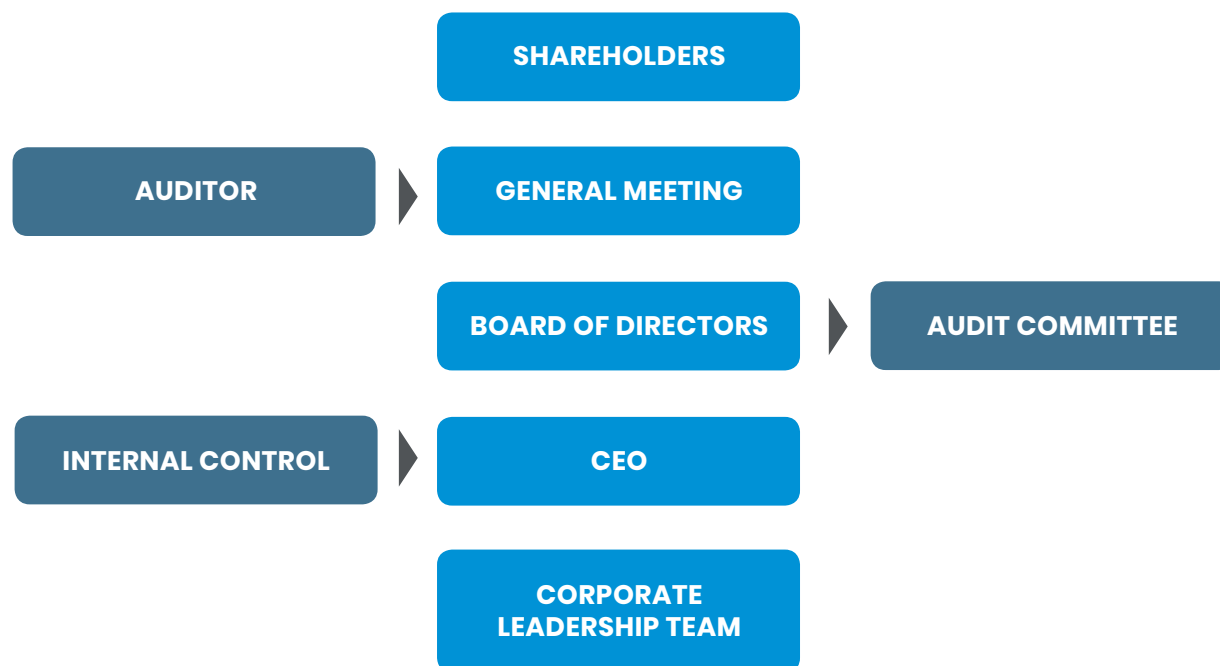 SHAREHOLDERS
AUDITOR
GENERAL MEETING
BOARD OF DIRECTORS
AUDIT COMMITTEE
INTERNAL CONTROL
CEO
CORPORATE
LEADERSHIP TEAM